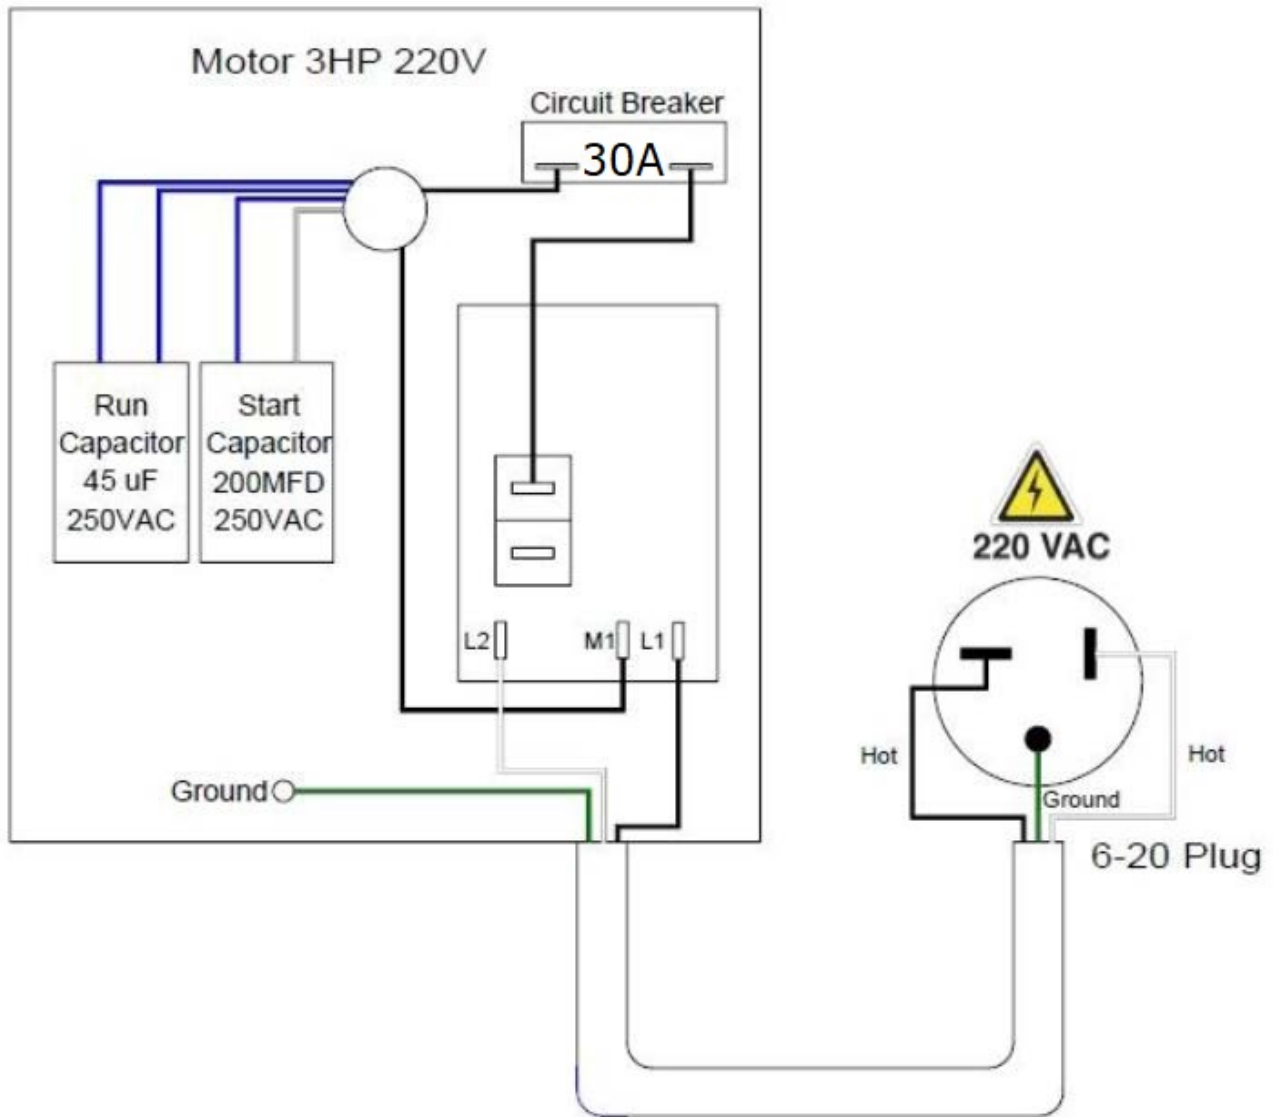 Motor 3HP 220V
Circuit Breaker
30A
Run
Capacitor
45 uF
250VAC
Start
Capacitor
200MFD
250VAC
L2
M1
L1
Ground
220 VAC
Hot
Hot
Ground
6-20 Plug